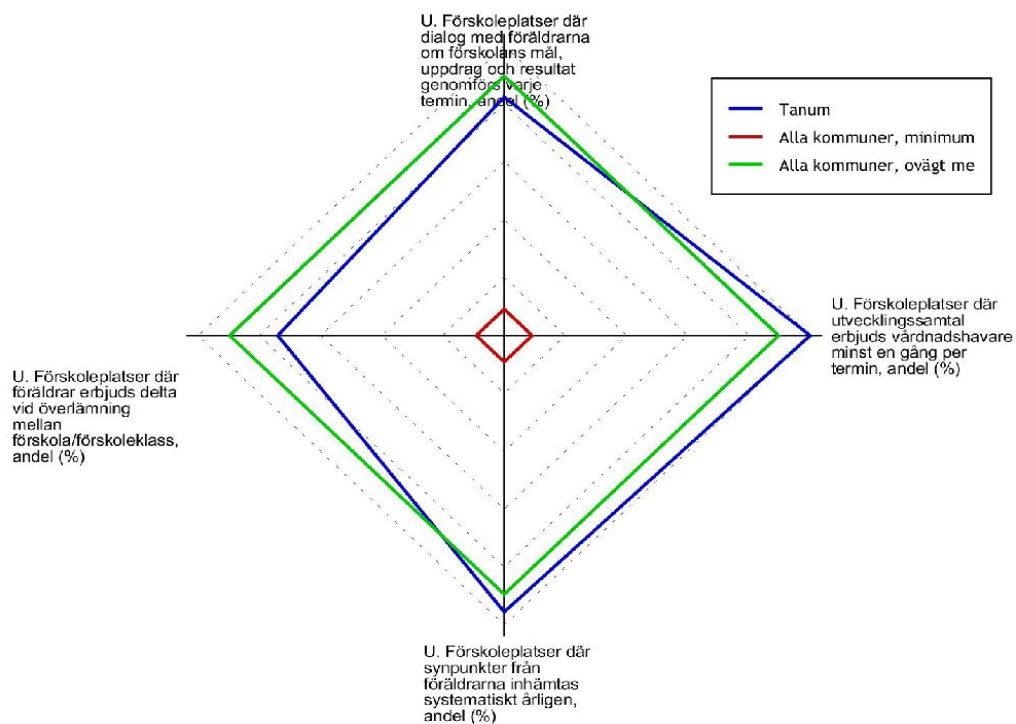 U. Förskoleplatser där
dialog med föräldrarna
om förskolans mål,
uppdrag och resultat
genomförs varje
termin, andel (%)
Tanum
Alla kommuner, minimum
Alla kommuner, ovägt me
U. Förskoleplatser där
utvecklingssamtal
erbjuds vårdnadshavare
minst en gång per
termin, andel (%)
U. Förskoleplatser där
föräldrar erbjuds delta
vid överlämning
mellan
förskola/förskoleklass,
andel (%)
U. Förskoleplatser där
synpunkter från
föräldrarna inhämtas
systematiskt årligen,
andel (%)